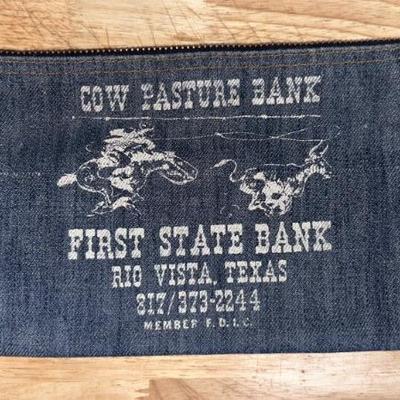 COW PASTURE BANK
FIRST STATE BANK
RIO VISTA, TEXAS
817/373-2244
MEMBER F.D.I.C.